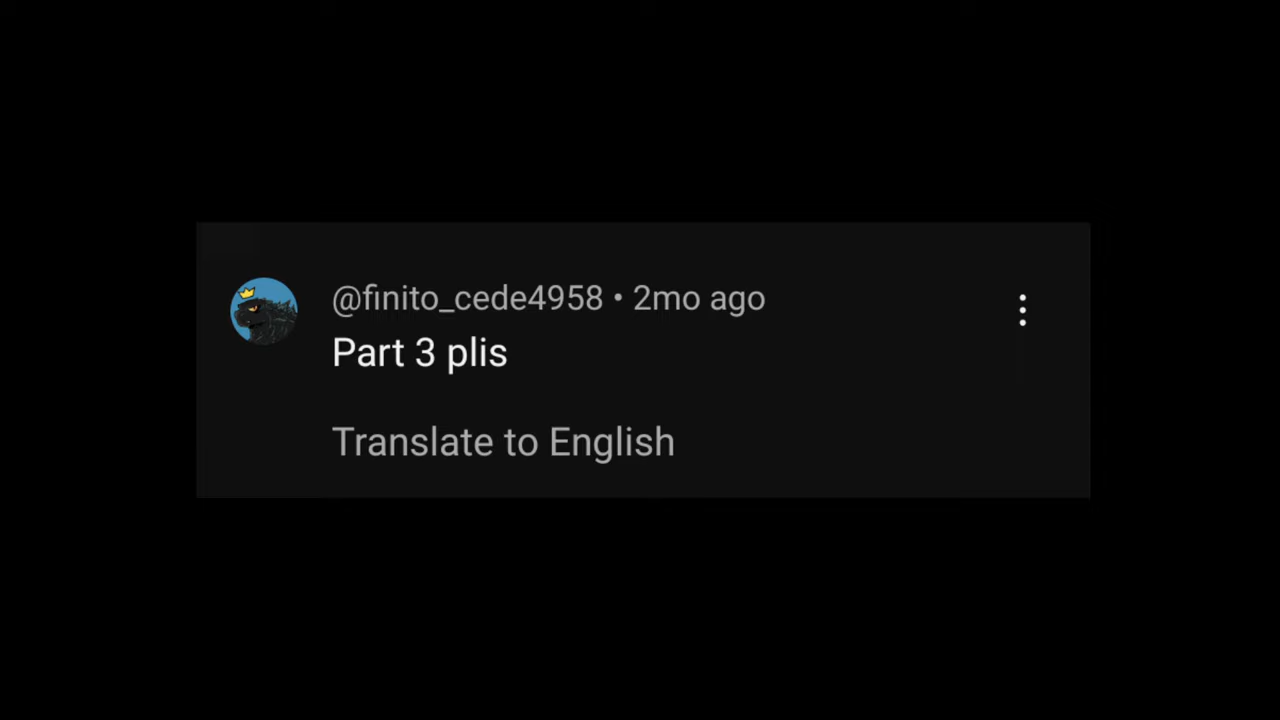 @finito_cede4958 • 2mo ago
Part 3 plis
Translate to English